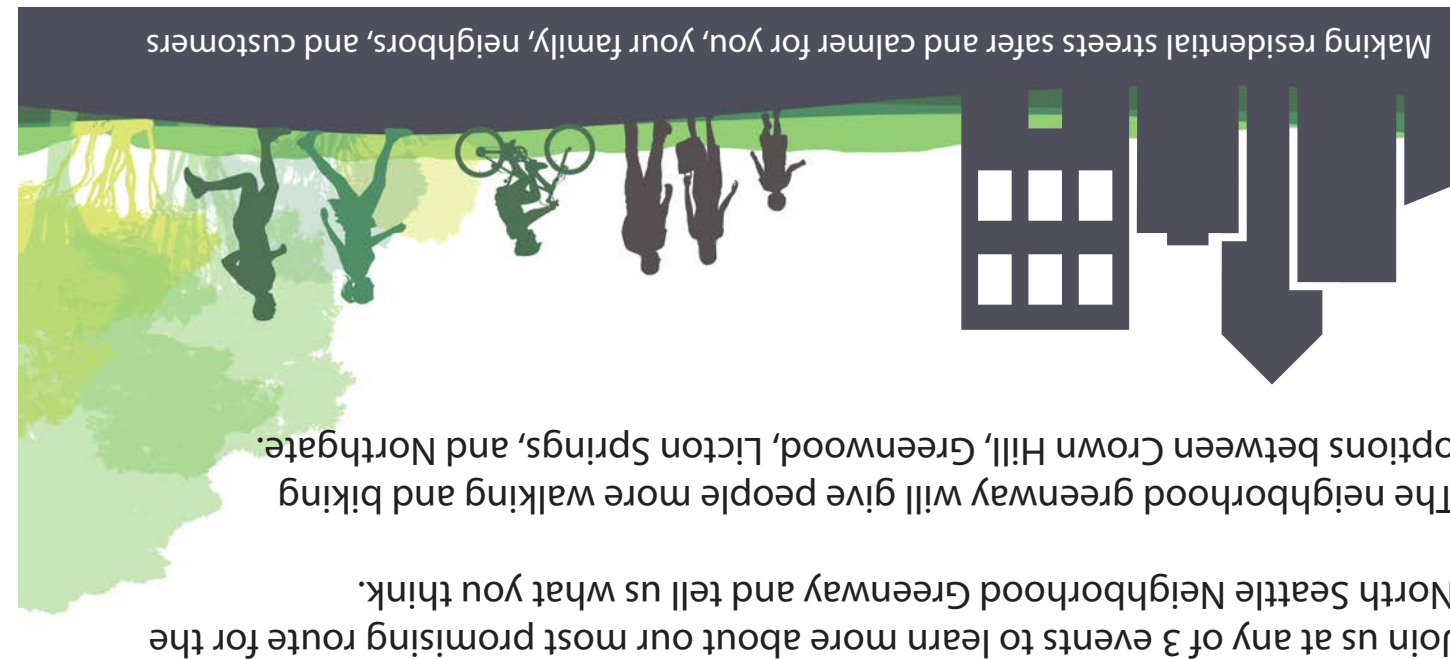 Join us at any of 3 events to learn more about our most promising route for the
North Seattle Neighborhood Greenway and tell us what you think.
The neighborhood greenway will give people more walking and biking
options between Crown Hill, Greenwood, Licton Springs, and Northgate.
Making residential streets safer and calmer for you, your family, neighbors, and customers